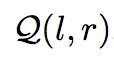 𝒬(l, r)